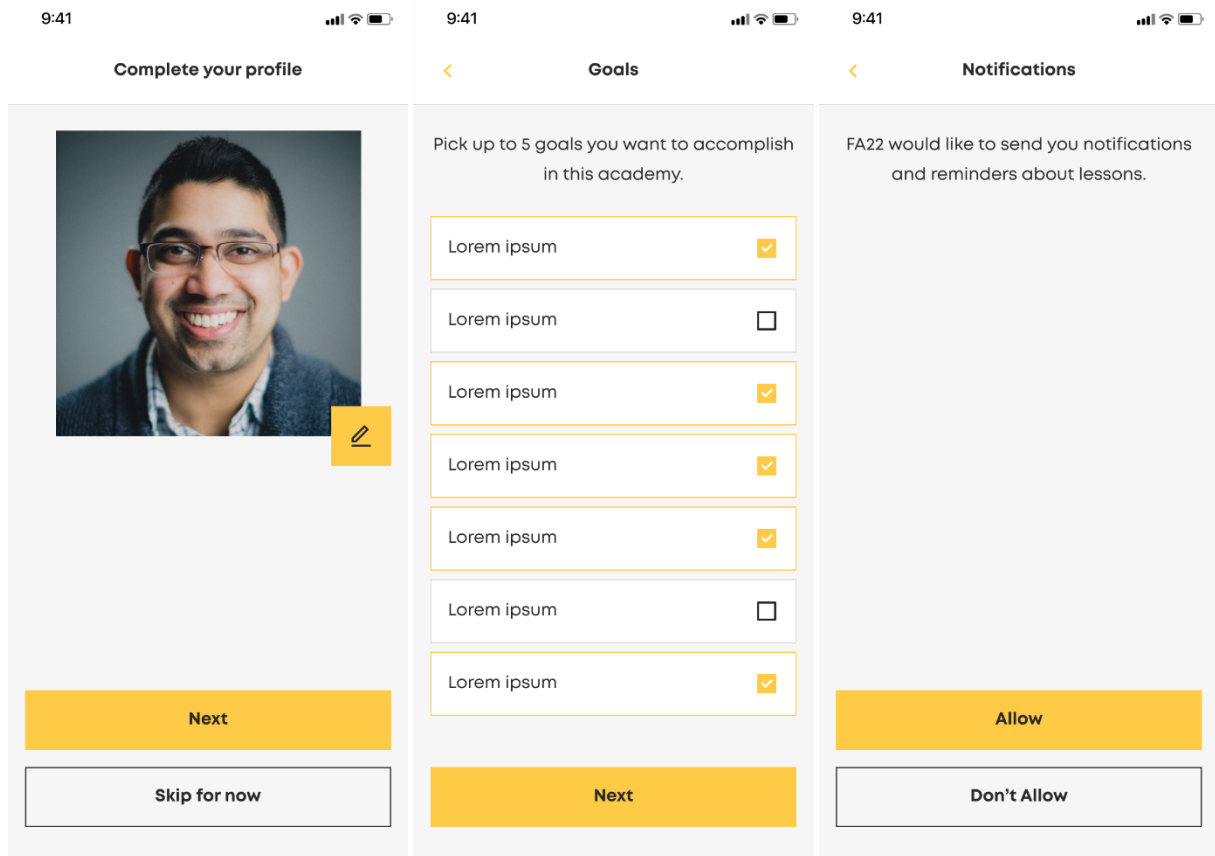 9:41
Complete your profile
Next
Skip for now
9:41
Goals
Pick up to 5 goals you want to accomplish
in this academy.
Lorem ipsum
Lorem ipsum
Lorem ipsum
Lorem ipsum
Lorem ipsum
Lorem ipsum
Lorem ipsum
Next
9:41
Notifications
FA22 would like to send you notifications
and reminders about lessons.
Allow
Don’t Allow